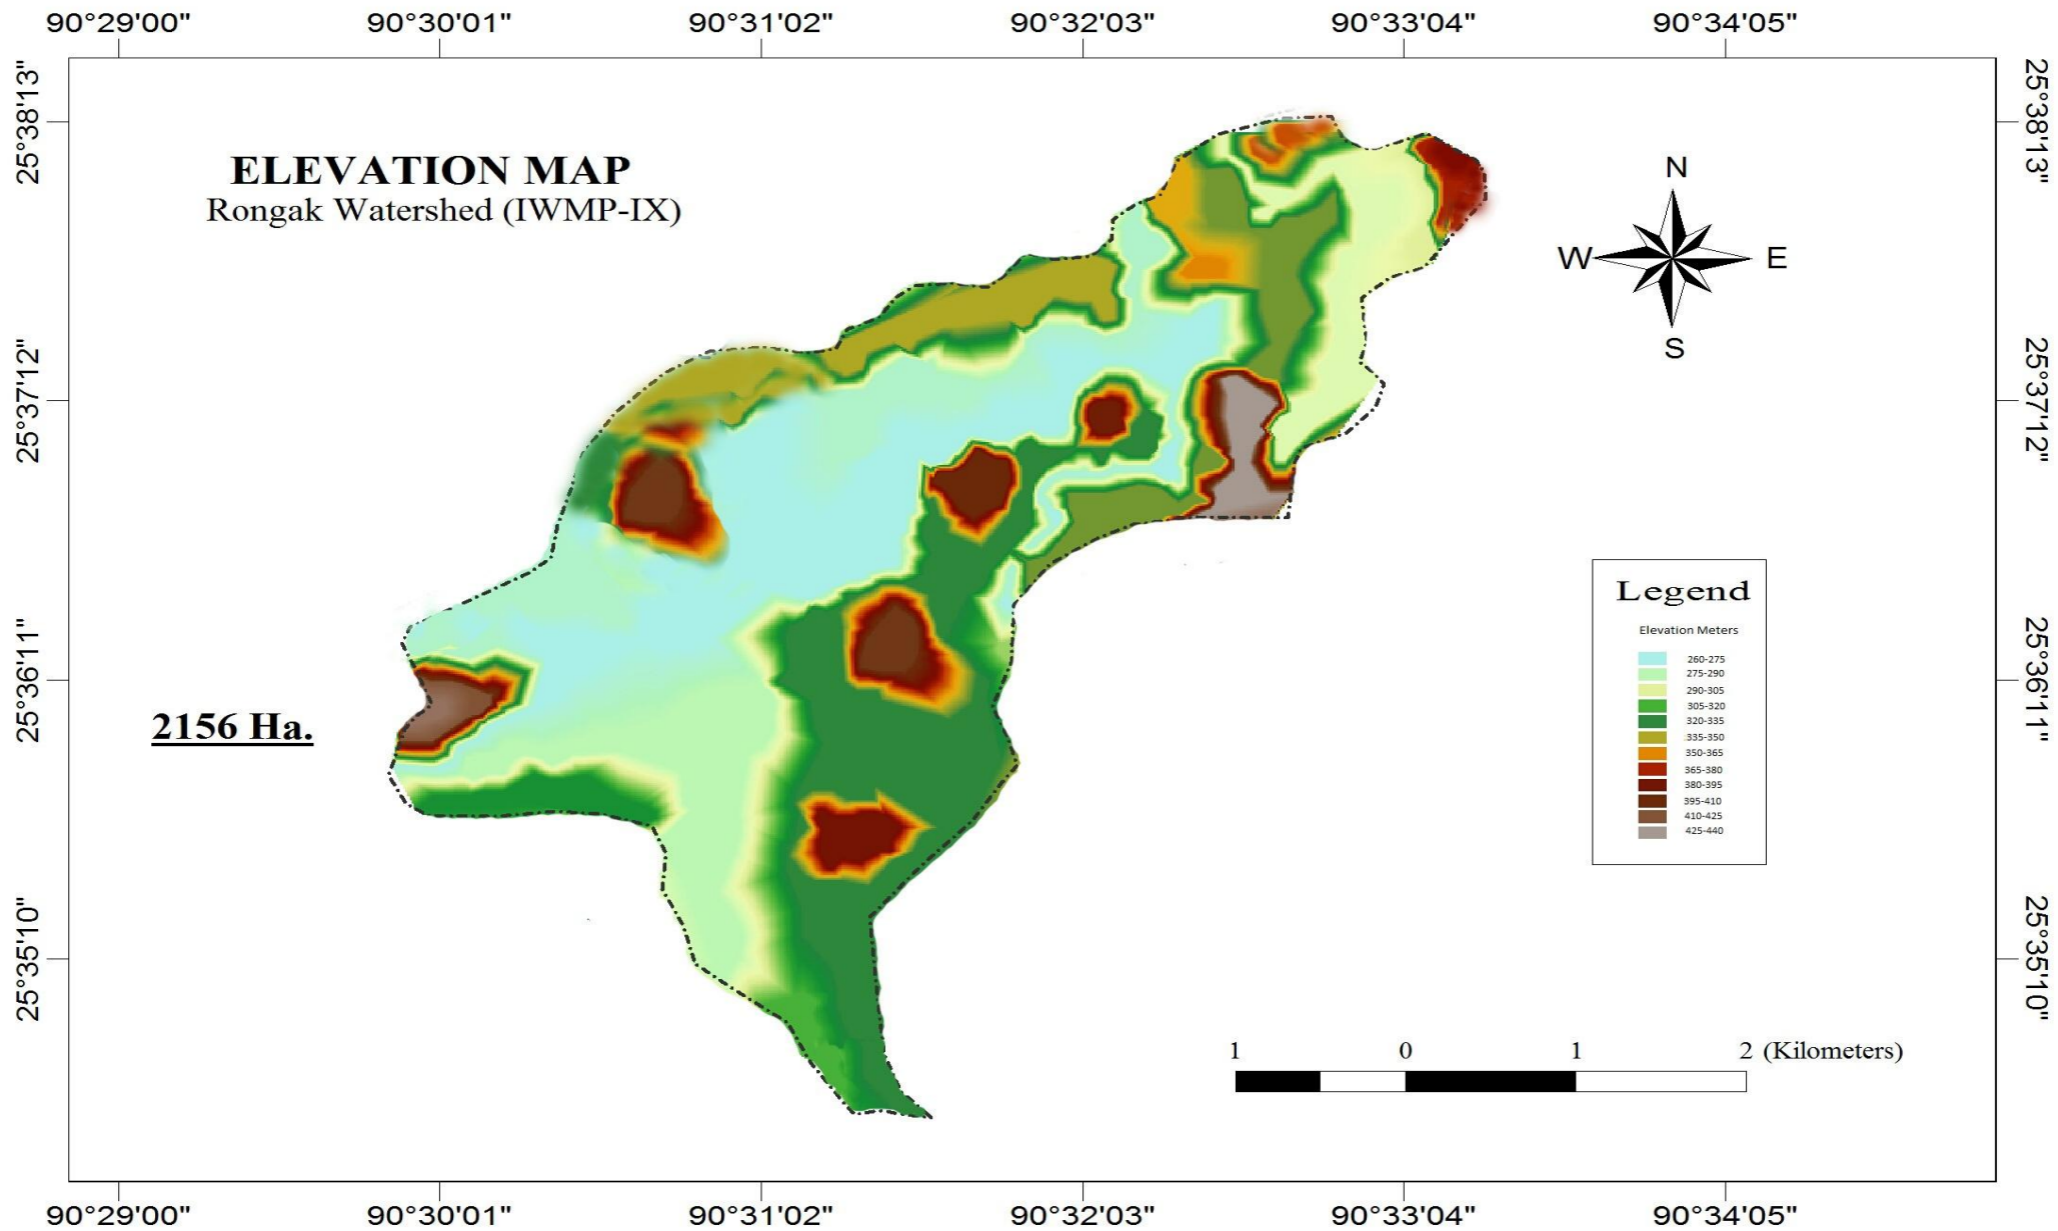 90°29'00" 90°30'01" 90°31'02" 90°32'03" 90°33'04" 90°34'05"
25°38'13"
25°37'12"
25°36'11"
25°35'10"
ELEVATION MAP
Rongak Watershed (IWMP-IX)
2156 Ha.
N
W E
S
Legend
Elevation Meters
260-275
275-290
290-305
305-320
320-335
335-350
350-365
365-380
380-395
395-410
410-425
425-440
1 0 1 2 (Kilometers)
25°38'13"
25°37'12"
25°36'11"
25°35'10"
90°29'00" 90°30'01" 90°31'02" 90°32'03" 90°33'04" 90°34'05"